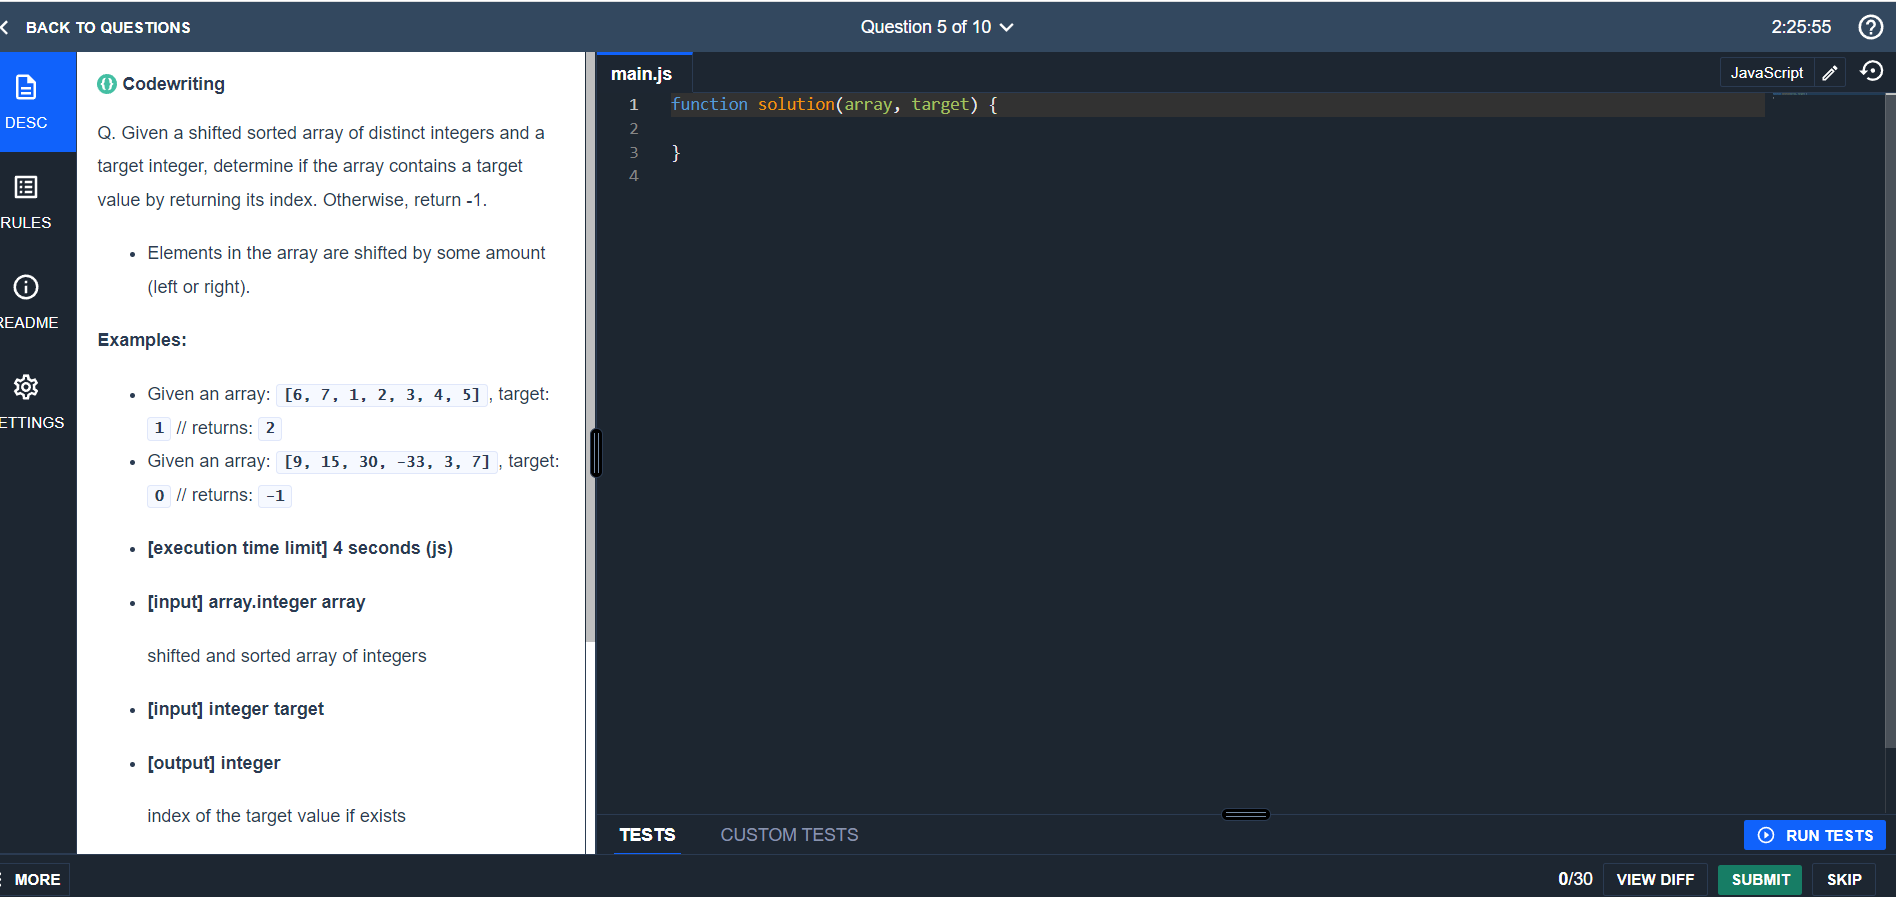 BACK TO QUESTIONS
Question 5 of 10
2:25:55
DESC
RULES
README
ETTINGS
MORE
Codewriting
Q. Given a shifted sorted array of distinct integers and a
target integer, determine if the array contains a target
value by returning its index. Otherwise, return -1.
• Elements in the array are shifted by some amount
(left or right).
Examples:
• Given an array: [6, 7, 1, 2, 3, 4, 5], target:
1 // returns: 2
• Given an array: [9, 15, 30, -33, 3, 7], target:
0 // returns: -1
• [execution time limit] 4 seconds (js)
• [input] array.integer array
shifted and sorted array of integers
• [input] integer target
• [output] integer
index of the target value if exists
main.js
JavaScript
1 function solution(array, target) {
2
3 }
4
TESTS
CUSTOM TESTS
RUN TESTS
0/30
VIEW DIFF
SUBMIT
SKIP